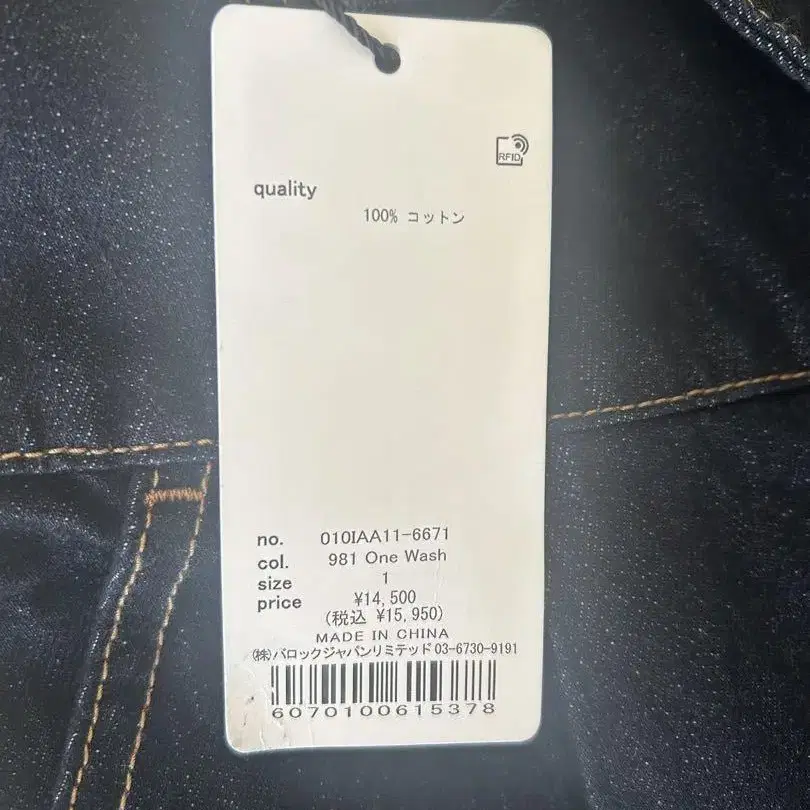 RFID
quality
100% コットン
no. 010IAA11-6671
col. 981 One Wash
size 1
price ¥14,500
(税込 ¥15,950)
MADE IN CHINA
(株)バロックジャパンリミテッド 03-6730-9191
6070100615378